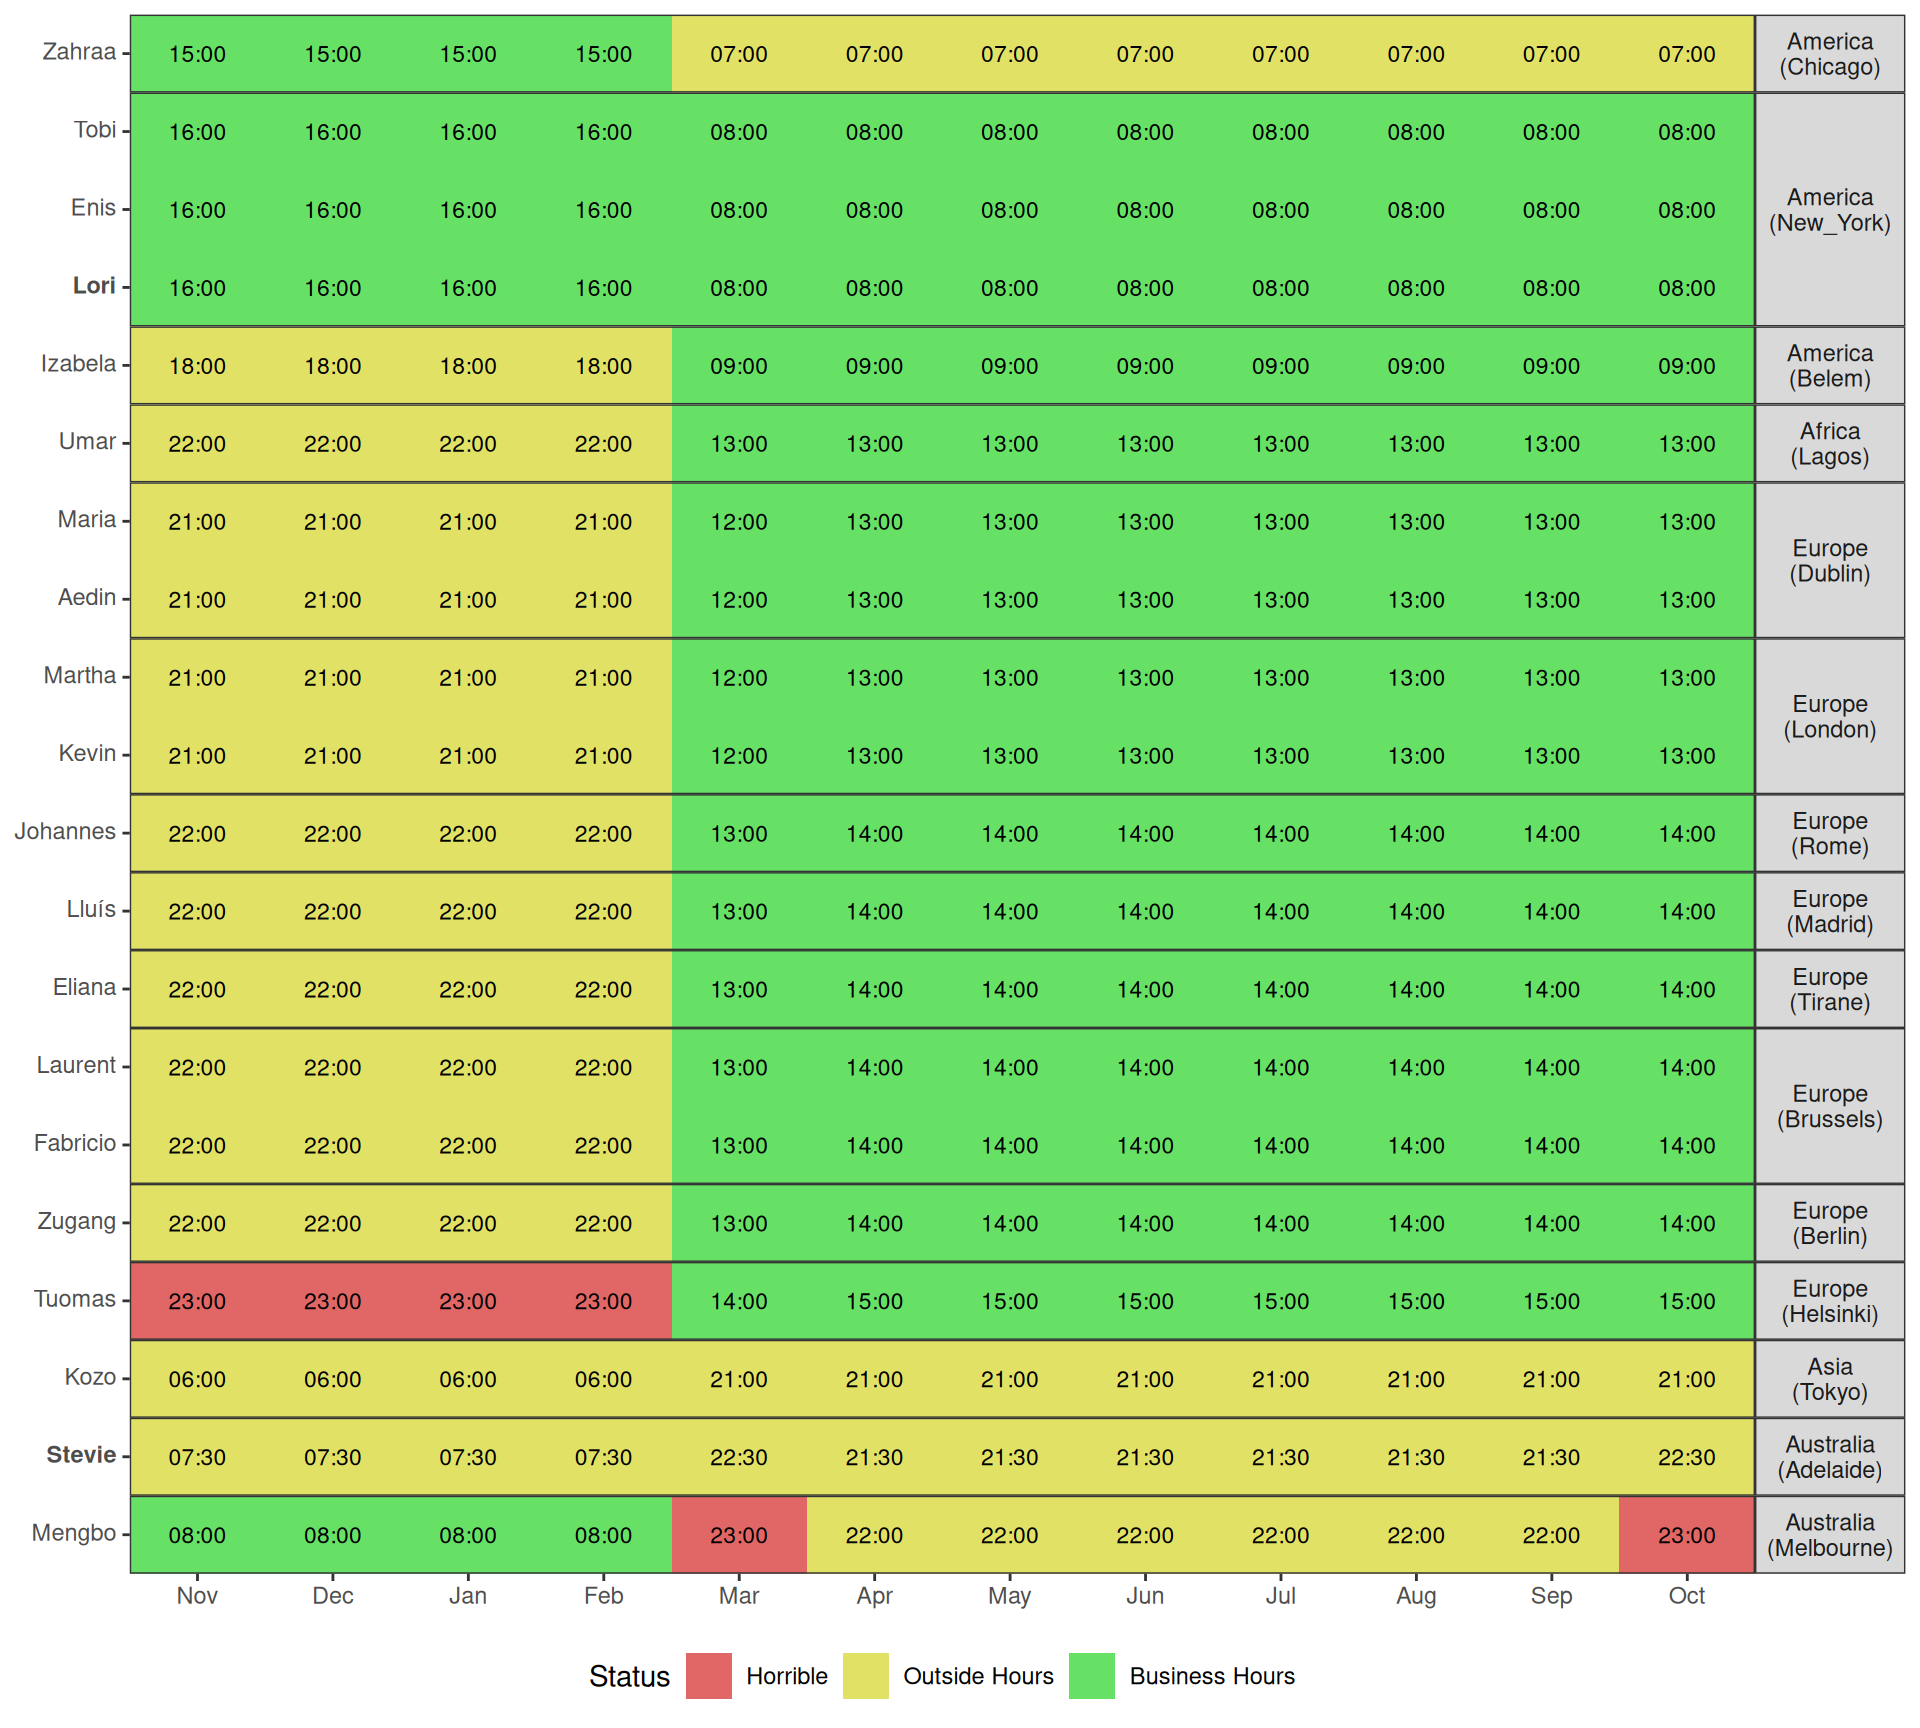 Zahraa 15:00 15:00 15:00 15:00 07:00 07:00 07:00 07:00 07:00 07:00 07:00 07:00 America
(Chicago)
Tobi 16:00 16:00 16:00 16:00 08:00 08:00 08:00 08:00 08:00 08:00 08:00 08:00
Enis 16:00 16:00 16:00 16:00 08:00 08:00 08:00 08:00 08:00 08:00 08:00 08:00 America
(New_York)
Lori 16:00 16:00 16:00 16:00 08:00 08:00 08:00 08:00 08:00 08:00 08:00 08:00
Izabela 18:00 18:00 18:00 18:00 09:00 09:00 09:00 09:00 09:00 09:00 09:00 09:00 America
(Belem)
Umar 22:00 22:00 22:00 22:00 13:00 13:00 13:00 13:00 13:00 13:00 13:00 13:00 Africa
(Lagos)
Maria 21:00 21:00 21:00 21:00 12:00 13:00 13:00 13:00 13:00 13:00 13:00 13:00
Europe
(Dublin)
Aedin 21:00 21:00 21:00 21:00 12:00 13:00 13:00 13:00 13:00 13:00 13:00 13:00
Martha 21:00 21:00 21:00 21:00 12:00 13:00 13:00 13:00 13:00 13:00 13:00 13:00
Europe
(London)
Kevin 21:00 21:00 21:00 21:00 12:00 13:00 13:00 13:00 13:00 13:00 13:00 13:00
Johannes 22:00 22:00 22:00 22:00 13:00 14:00 14:00 14:00 14:00 14:00 14:00 14:00 Europe
(Rome)
Lluís 22:00 22:00 22:00 22:00 13:00 14:00 14:00 14:00 14:00 14:00 14:00 14:00 Europe
(Madrid)
Eliana 22:00 22:00 22:00 22:00 13:00 14:00 14:00 14:00 14:00 14:00 14:00 14:00 Europe
(Tirane)
Laurent 22:00 22:00 22:00 22:00 13:00 14:00 14:00 14:00 14:00 14:00 14:00 14:00
Europe
(Brussels)
Fabricio 22:00 22:00 22:00 22:00 13:00 14:00 14:00 14:00 14:00 14:00 14:00 14:00
Zugang 22:00 22:00 22:00 22:00 13:00 14:00 14:00 14:00 14:00 14:00 14:00 14:00 Europe
(Berlin)
Tuomas 23:00 23:00 23:00 23:00 14:00 15:00 15:00 15:00 15:00 15:00 15:00 15:00 Europe
(Helsinki)
Kozo 06:00 06:00 06:00 06:00 21:00 21:00 21:00 21:00 21:00 21:00 21:00 21:00 Asia
(Tokyo)
Stevie 07:30 07:30 07:30 07:30 22:30 21:30 21:30 21:30 21:30 21:30 21:30 22:30 Australia
(Adelaide)
Mengbo 08:00 08:00 08:00 08:00 23:00 22:00 22:00 22:00 22:00 22:00 22:00 23:00 Australia
(Melbourne)
Nov Dec Jan Feb Mar Apr May Jun Jul Aug Sep Oct
Status Horrible Outside Hours Business Hours